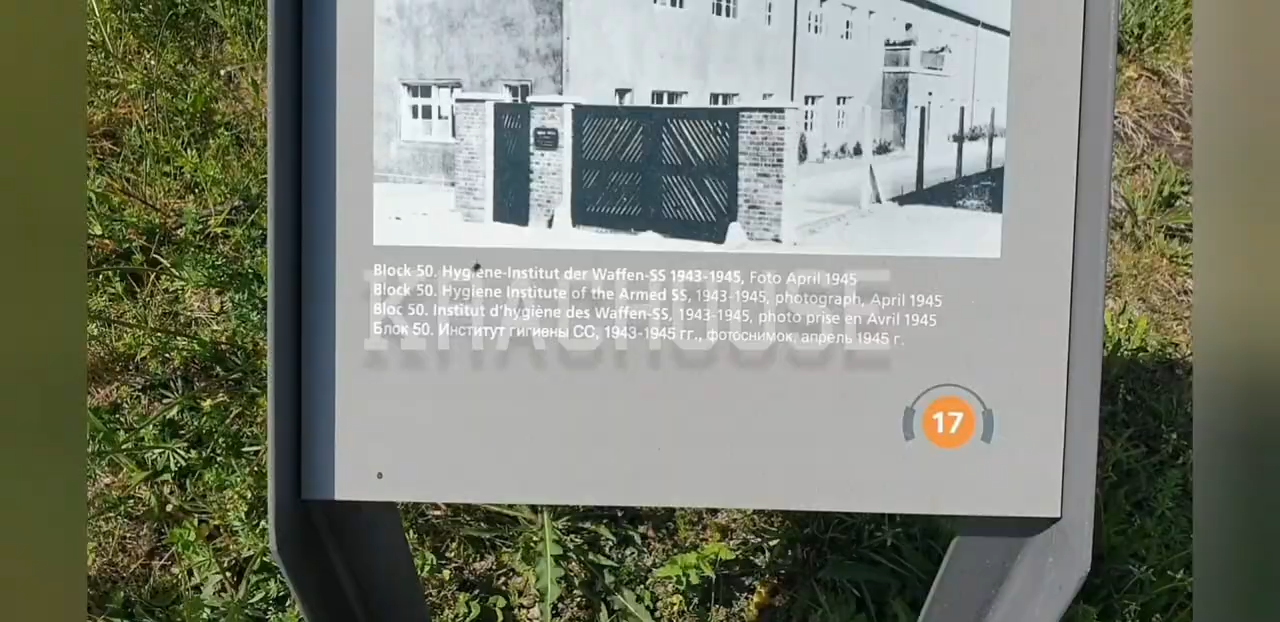 Block 50. Hygiene-Institut der Waffen-SS 1943-1945, Foto April 1945
Block 50. Hygiene Institute of the Armed SS, 1943-1945, photograph, April 1945
Bloc 50. Institut d'hygiène des Waffen-SS, 1943-1945, photo prise en Avril 1945
Блок 50. Институт гигиены СС, 1943-1945 гг., фотоснимок, апрель 1945 г.
17